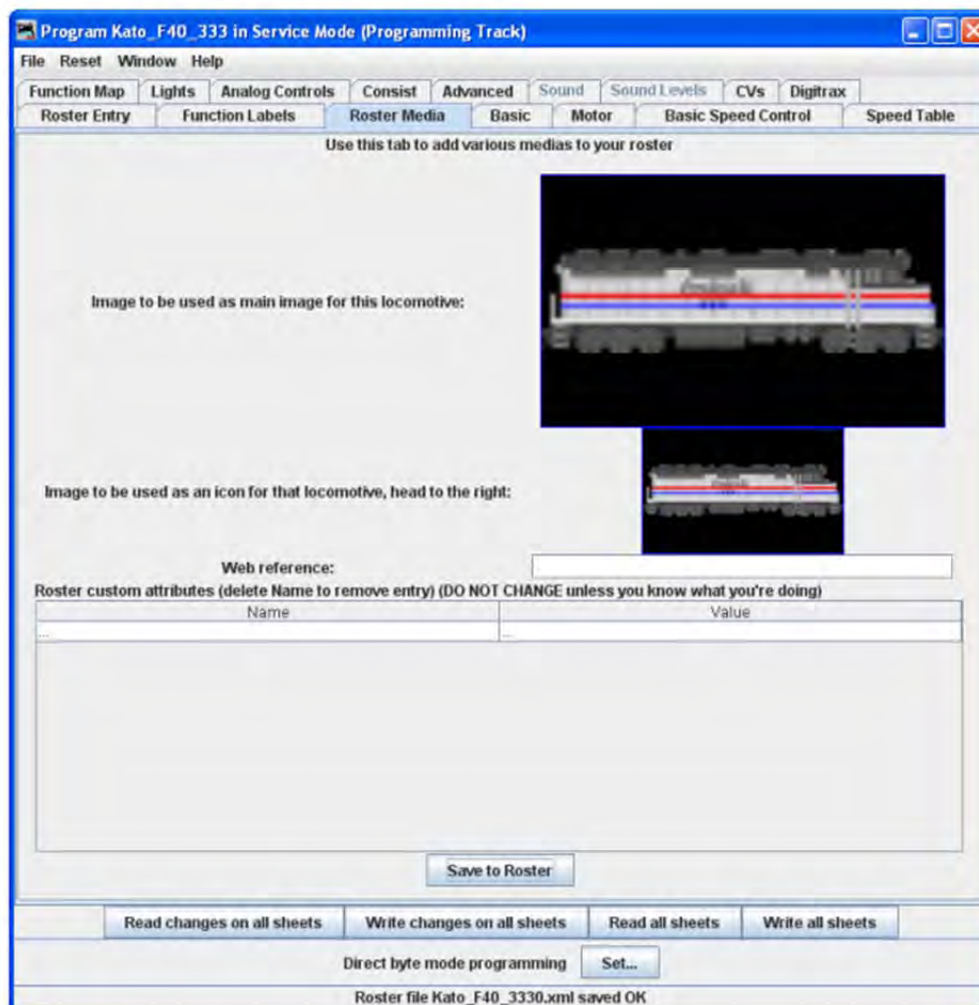 Program Kato_F40_333 in Service Mode (Programming Track)
File Reset Window Help
Function Map Lights Analog Controls Consist Advanced Sound Sound Levels CVs Digitrax
Roster Entry Function Labels Roster Media Basic Motor Basic Speed Control Speed Table
Use this tab to add various medias to your roster
Image to be used as main image for this locomotive:
Image to be used as an icon for that locomotive, head to the right:
Web reference:
Roster custom attributes (delete Name to remove entry) (DO NOT CHANGE unless you know what you're doing)
Name Value
... ...
Save to Roster
Read changes on all sheets Write changes on all sheets Read all sheets Write all sheets
Direct byte mode programming Set...
Roster file Kato_F40_3330.xml saved OK